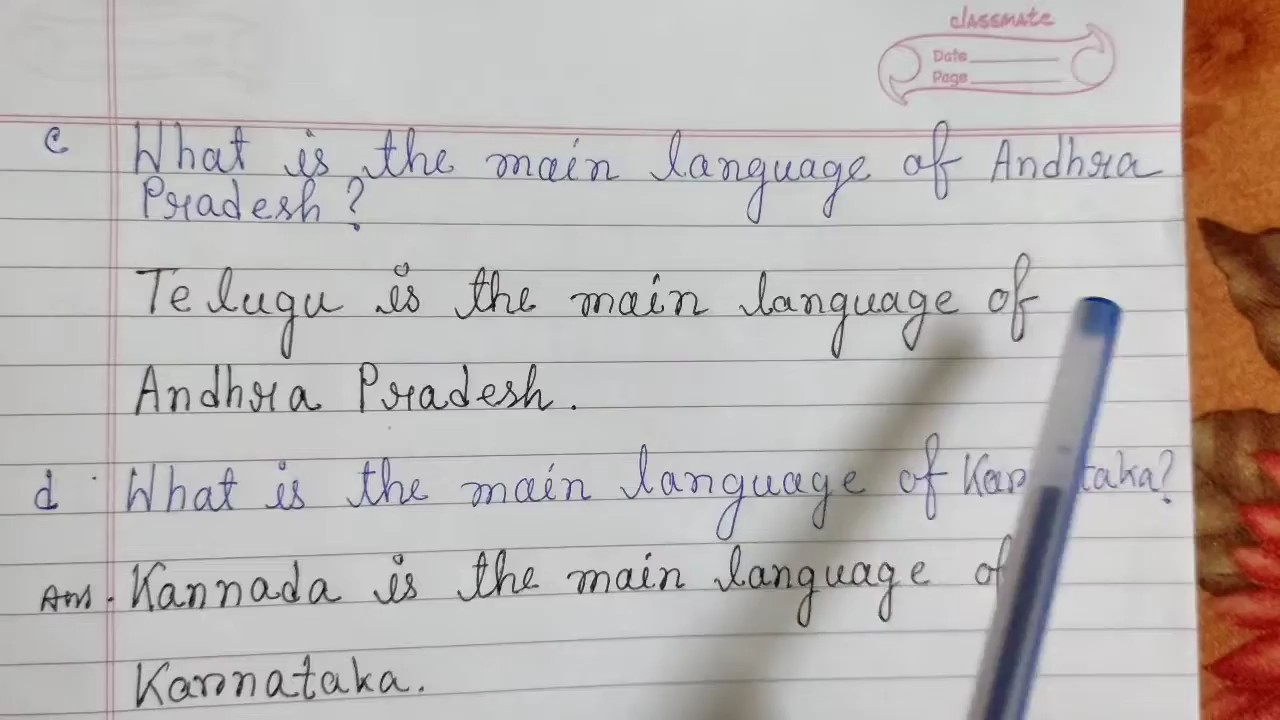 classmate
Date
Page
c What is the main language of Andhra
Pradesh?
Telugu is the main language of
Andhra Pradesh.
d. What is the main language of Kar taka?
Ans. Kannada is the main language of
Karnataka.